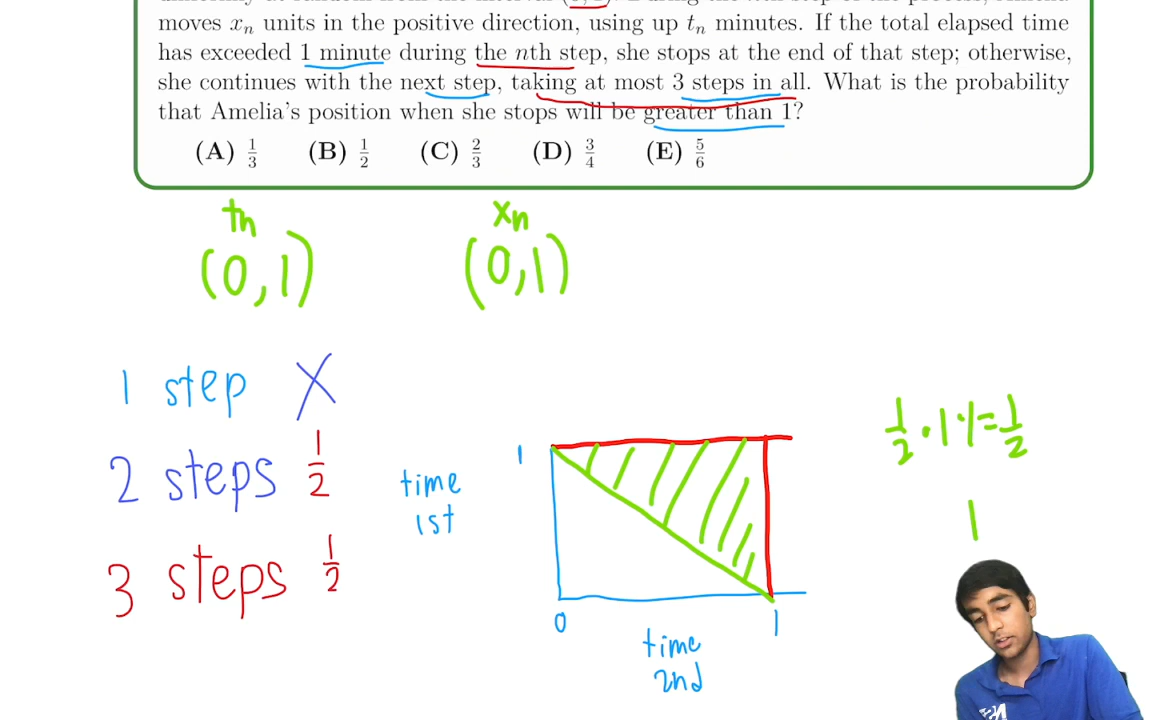 moves xₙ units in the positive direction, using up tₙ minutes. If the total elapsed time
has exceeded 1 minute during the nth step, she stops at the end of that step; otherwise,
she continues with the next step, taking at most 3 steps in all. What is the probability
that Amelia's position when she stops will be greater than 1?
(A) 1/3 (B) 1/2 (C) 2/3 (D) 3/4 (E) 5/6
tn xn
(0,1) (0,1)
1 step X
2 steps 1/2
3 steps 1/2
1
time
1st
0 1
time
2nd
1/2 · 1 · 1 = 1/2
1